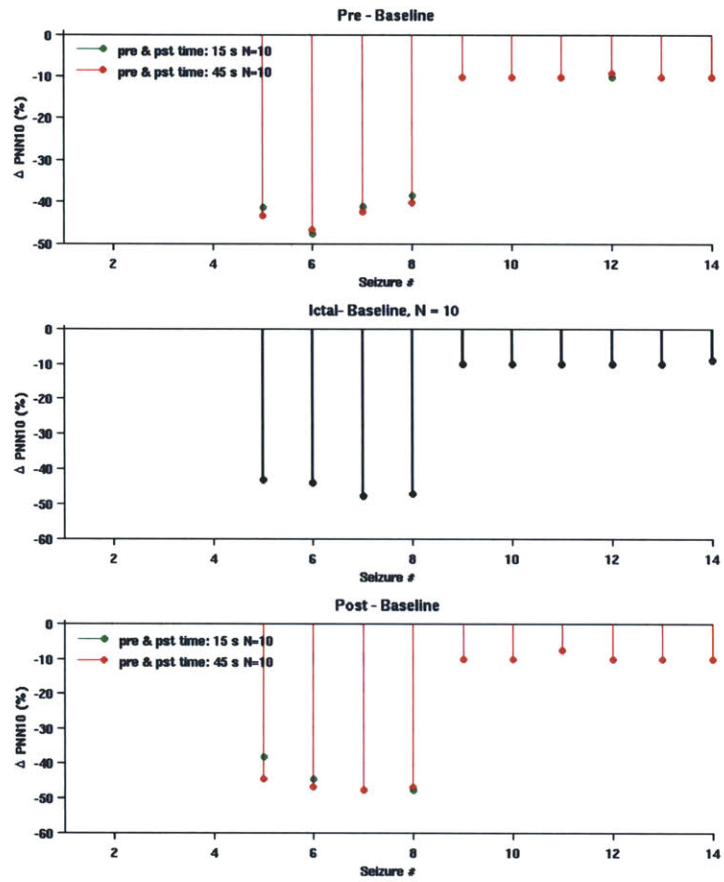 Pre - Baseline
0
-10
-20
-30
-40
-50
Δ PNN10 (%)
pre & pst time: 15 s N=10
pre & pst time: 45 s N=10
2 4 6 8 10 12 14
Seizure #
Ictal- Baseline, N = 10
0
-10
-20
-30
-40
-50
-60
Δ PNN10 (%)
2 4 6 8 10 12 14
Seizure #
Post - Baseline
0
-10
-20
-30
-40
-50
-60
Δ PNN10 (%)
pre & pst time: 15 s N=10
pre & pst time: 45 s N=10
2 4 6 8 10 12 14
Seizure #